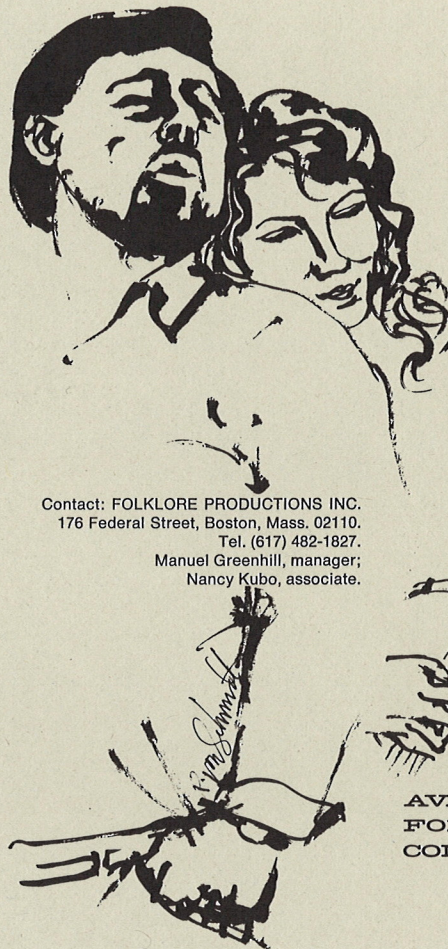 Contact: FOLKLORE PRODUCTIONS INC.
176 Federal Street, Boston, Mass. 02110.
Tel. (617) 482-1827.
Manuel Greenhill, manager;
Nancy Kubo, associate.
Schmidt
AV
FO
CO